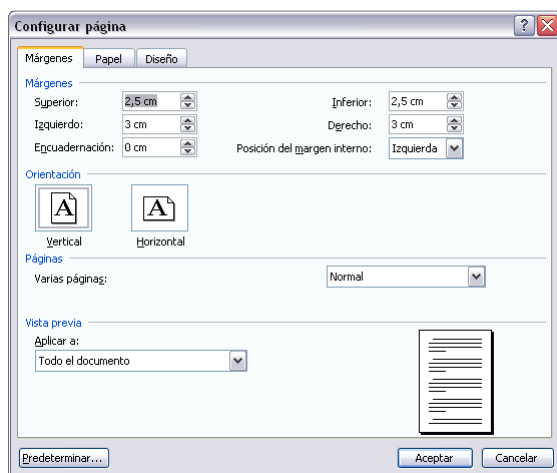 Configurar página
Márgenes Papel Diseño
Márgenes
Superior: 2,5 cm Inferior: 2,5 cm
Izquierdo: 3 cm Derecho: 3 cm
Encuadernación: 0 cm Posición del margen interno: Izquierda
Orientación
A A
Vertical Horizontal
Páginas
Varias páginas: Normal
Vista previa
Aplicar a:
Todo el documento
Predeterminar... Aceptar Cancelar